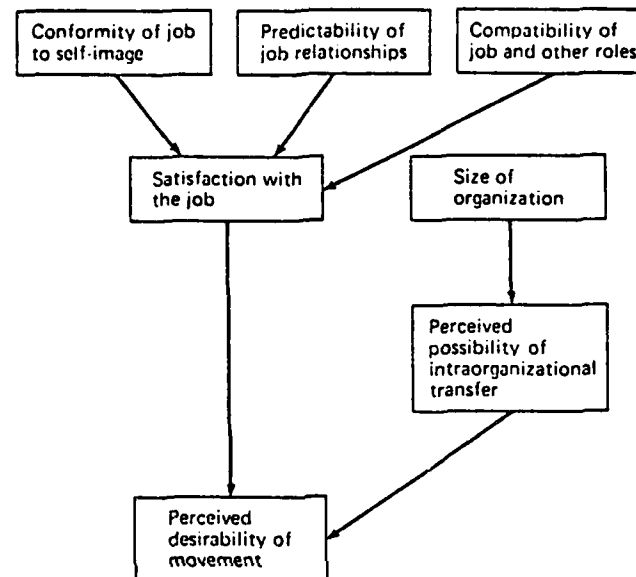 Conformity of job
to self-image
Predictability of
job relationships
Compatibility of
job and other roles
Satisfaction with
the job
Size of
organization
Perceived
possibility of
intraorganizational
transfer
Perceived
desirability of
movement